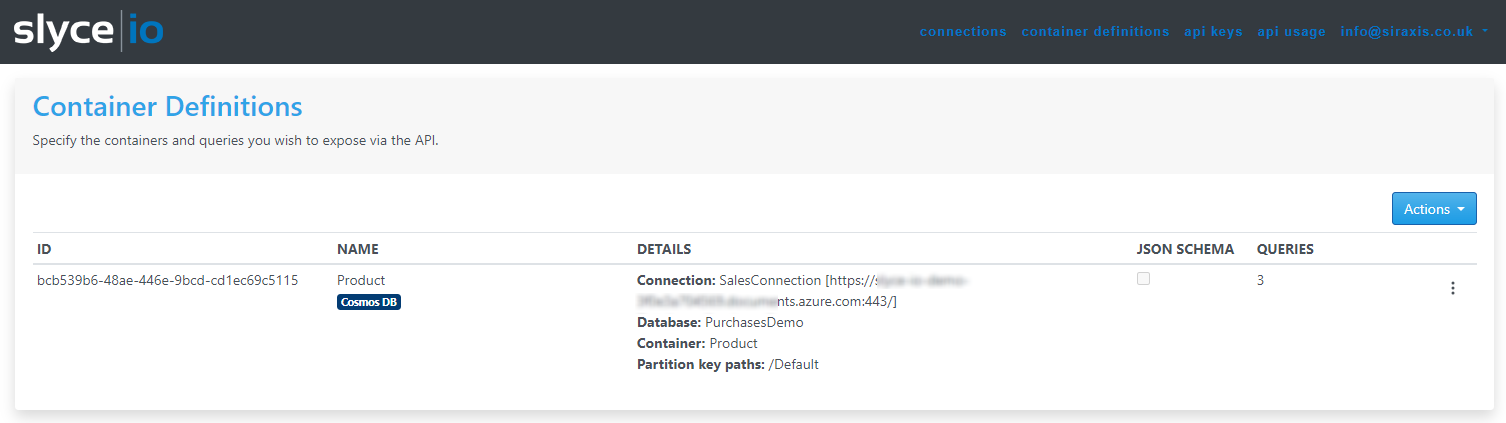 slyce|io
connections container definitions api keys api usage info@siraxis.co.uk
Container Definitions
Specify the containers and queries you wish to expose via the API.
Actions
ID NAME DETAILS JSON SCHEMA QUERIES
bcb539b6-48ae-446e-9bcd-cd1ec69c5115 Product Connection: SalesConnection [https:// 3
Cosmos DB nts.azure.com:443/]
Database: PurchasesDemo
Container: Product
Partition key paths: /Default